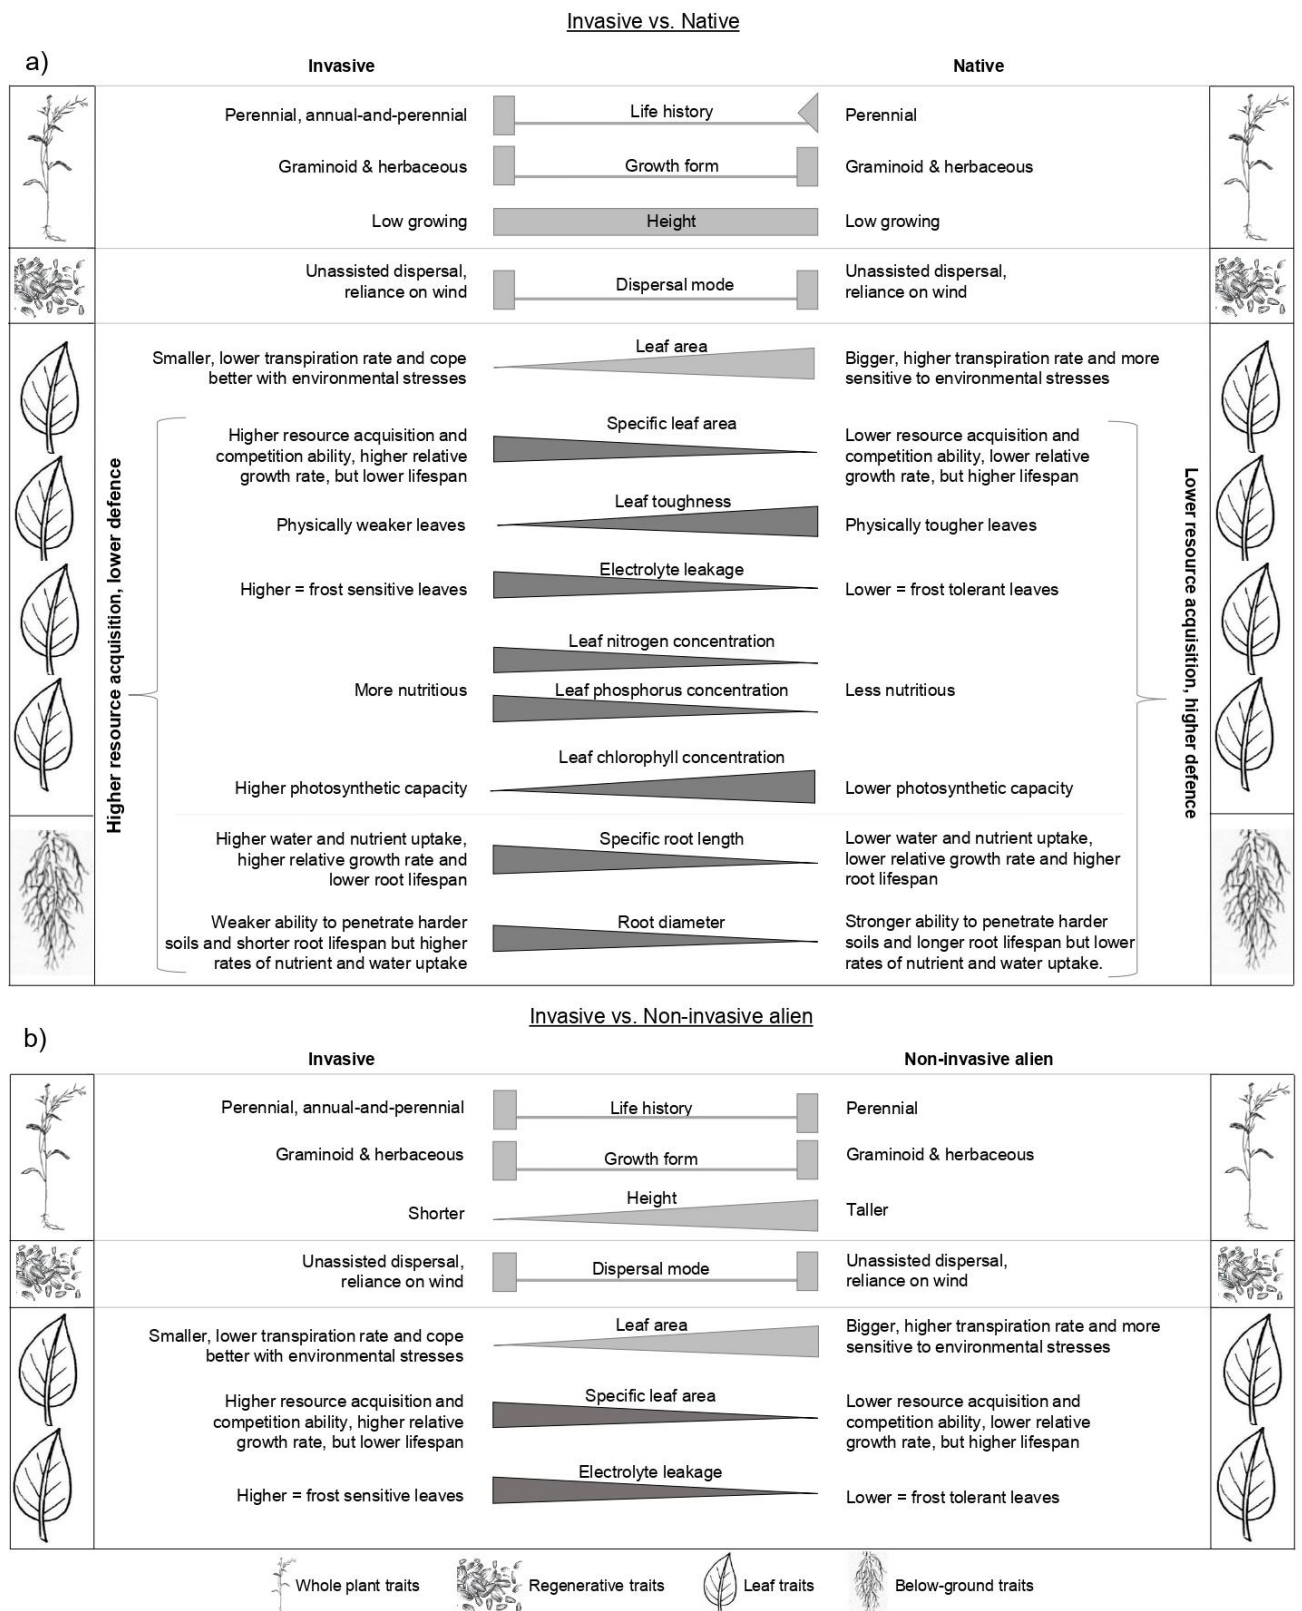 Invasive vs. Native
a)
Invasive
Native
Perennial, annual-and-perennial
Life history
Perennial
Graminoid & herbaceous
Growth form
Graminoid & herbaceous
Low growing
Height
Low growing
Unassisted dispersal,
reliance on wind
Dispersal mode
Unassisted dispersal,
reliance on wind
Smaller, lower transpiration rate and cope
better with environmental stresses
Leaf area
Bigger, higher transpiration rate and more
sensitive to environmental stresses
Higher resource acquisition, lower defence
Higher resource acquisition and
competition ability, higher relative
growth rate, but lower lifespan
Specific leaf area
Lower resource acquisition and
competition ability, lower relative
growth rate, but higher lifespan
Physically weaker leaves
Leaf toughness
Physically tougher leaves
Higher = frost sensitive leaves
Electrolyte leakage
Lower = frost tolerant leaves
Leaf nitrogen concentration
More nutritious
Leaf phosphorus concentration
Less nutritious
Leaf chlorophyll concentration
Higher photosynthetic capacity
Lower photosynthetic capacity
Higher water and nutrient uptake,
higher relative growth rate and
lower root lifespan
Specific root length
Lower water and nutrient uptake,
lower relative growth rate and higher
root lifespan
Weaker ability to penetrate harder
soils and shorter root lifespan but higher
rates of nutrient and water uptake
Root diameter
Stronger ability to penetrate harder
soils and longer root lifespan but lower
rates of nutrient and water uptake.
Lower resource acquisition, higher defence
Invasive vs. Non-invasive alien
b)
Invasive
Non-invasive alien
Perennial, annual-and-perennial
Life history
Perennial
Graminoid & herbaceous
Growth form
Graminoid & herbaceous
Shorter
Height
Taller
Unassisted dispersal,
reliance on wind
Dispersal mode
Unassisted dispersal,
reliance on wind
Smaller, lower transpiration rate and cope
better with environmental stresses
Leaf area
Bigger, higher transpiration rate and more
sensitive to environmental stresses
Higher resource acquisition and
competition ability, higher relative
growth rate, but lower lifespan
Specific leaf area
Lower resource acquisition and
competition ability, lower relative
growth rate, but higher lifespan
Higher = frost sensitive leaves
Electrolyte leakage
Lower = frost tolerant leaves
Whole plant traits
Regenerative traits
Leaf traits
Below-ground traits